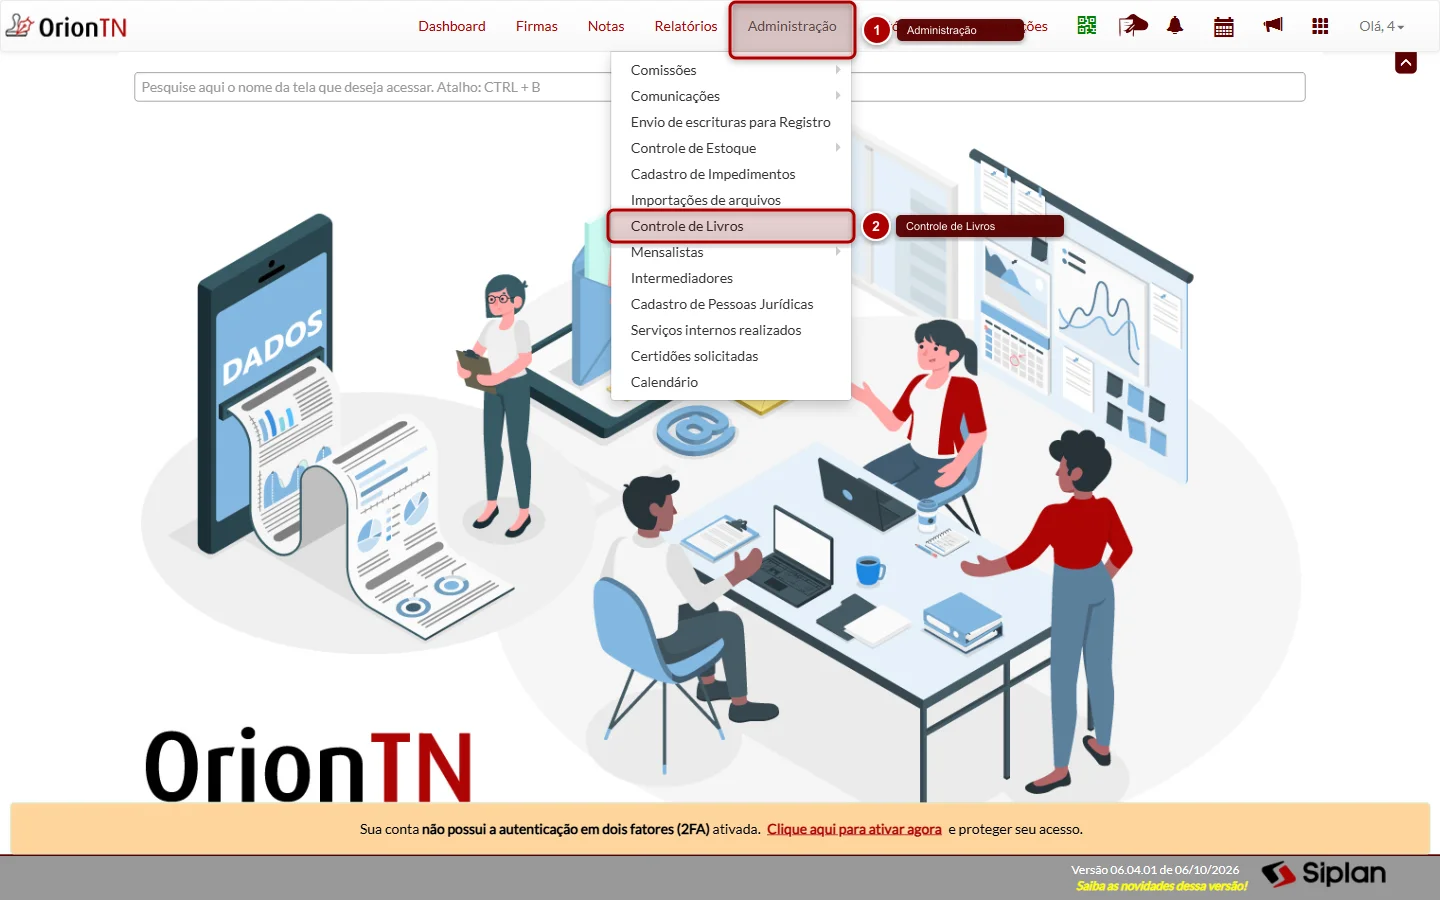 OrionTN
Dashboard
Firmas
Notas
Relatórios
Administração
1
Administração
Olá, 4
Pesquise aqui o nome da tela que deseja acessar. Atalho: CTRL + B
Comissões
Comunicações
Envio de escrituras para Registro
Controle de Estoque
Cadastro de Impedimentos
Importações de arquivos
Controle de Livros
2
Controle de Livros
Mensalistas
Intermediadores
Cadastro de Pessoas Jurídicas
Serviços internos realizados
Certidões solicitadas
Calendário
DADOS
@
OrionTN
Sua conta não possui a autenticação em dois fatores (2FA) ativada. Clique aqui para ativar agora e proteger seu acesso.
Versão 06.04.01 de 06/10/2026
Saiba as novidades dessa versão!
Siplan